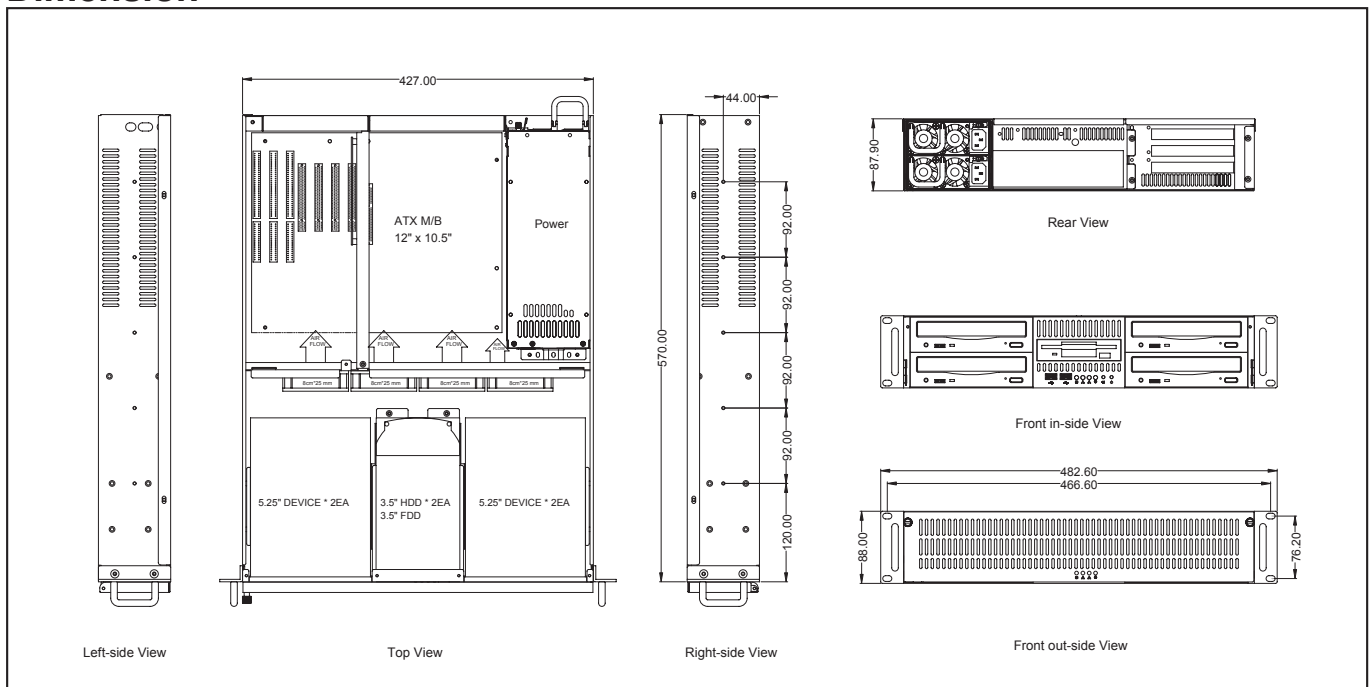 Dimension
427.00
ATX M/B
12" x 10.5"
Power
AIR
FLOW
AIR
FLOW
AIR
FLOW
AIR
FLOW
8cm*25 mm
8cm*25 mm
8cm*25 mm
8cm*25 mm
5.25" DEVICE * 2EA
3.5" HDD * 2EA
3.5" FDD
5.25" DEVICE * 2EA
44.00
570.00
92.00
92.00
92.00
92.00
120.00
87.90
Rear View
Front in-side View
482.60
466.60
88.00
76.20
Left-side View
Top View
Right-side View
Front out-side View